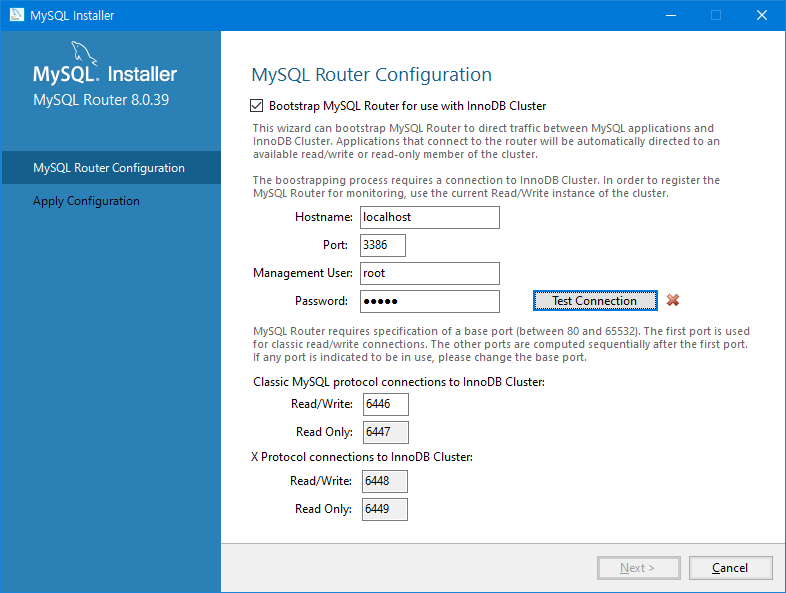 MySQL Installer
MySQL® Installer
MySQL Router 8.0.39
MySQL Router Configuration
Apply Configuration
MySQL Router Configuration
Bootstrap MySQL Router for use with InnoDB Cluster
This wizard can bootstrap MySQL Router to direct traffic between MySQL applications and
InnoDB Cluster. Applications that connect to the router will be automatically directed to an
available read/write or read-only member of the cluster.
The boostrapping process requires a connection to InnoDB Cluster. In order to register the
MySQL Router for monitoring, use the current Read/Write instance of the cluster.
Hostname: localhost
Port: 3386
Management User: root
Password: ●●●●●
Test Connection
MySQL Router requires specification of a base port (between 80 and 65532). The first port is used
for classic read/write connections. The other ports are computed sequentially after the first port.
If any port is indicated to be in use, please change the base port.
Classic MySQL protocol connections to InnoDB Cluster:
Read/Write: 6446
Read Only: 6447
X Protocol connections to InnoDB Cluster:
Read/Write: 6448
Read Only: 6449
Next >
Cancel